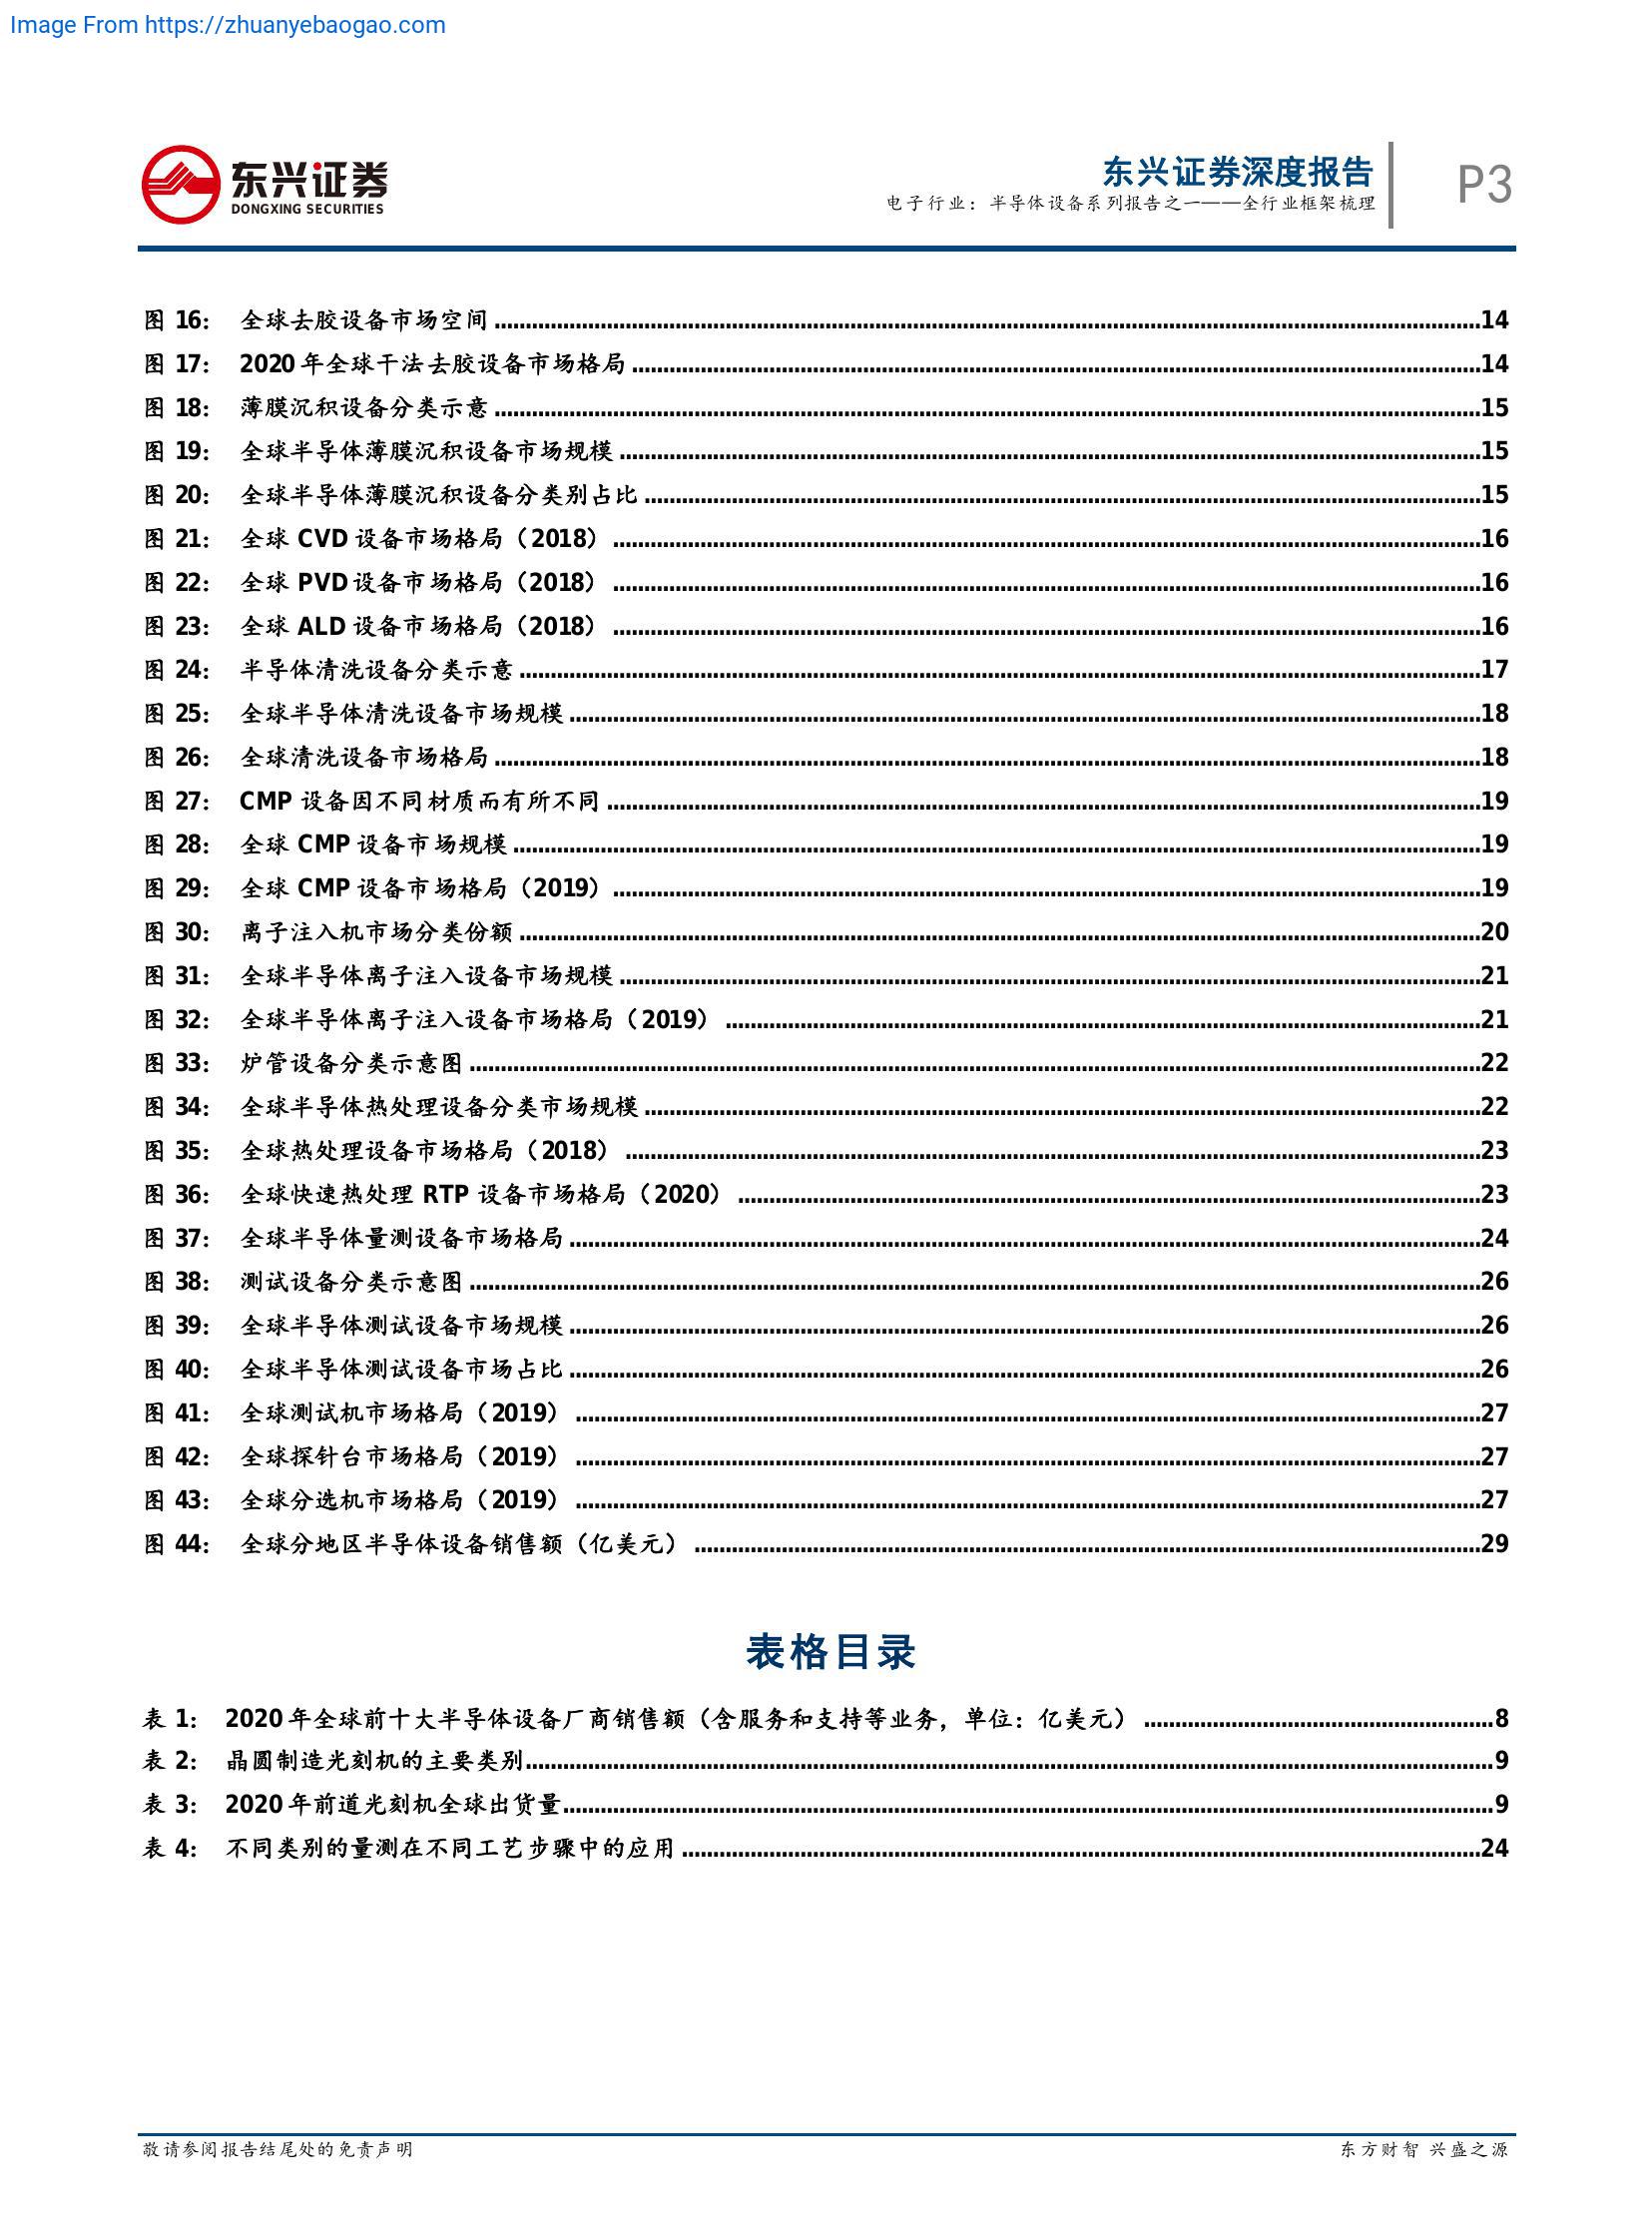 Image From https://zhuanyebaogao.com
东兴证券
DONGXING SECURITIES
东兴证券深度报告
电子行业：半导体设备系列报告之一——全行业框架梳理
P3
图 16： 全球去胶设备市场空间 ........ 14
图 17： 2020 年全球干法去胶设备市场格局 ........ 14
图 18： 薄膜沉积设备分类示意 ........ 15
图 19： 全球半导体薄膜沉积设备市场规模 ........ 15
图 20： 全球半导体薄膜沉积设备分类别占比 ........ 15
图 21： 全球 CVD 设备市场格局（2018） ........ 16
图 22： 全球 PVD 设备市场格局（2018） ........ 16
图 23： 全球 ALD 设备市场格局（2018） ........ 16
图 24： 半导体清洗设备分类示意 ........ 17
图 25： 全球半导体清洗设备市场规模 ........ 18
图 26： 全球清洗设备市场格局 ........ 18
图 27： CMP 设备因不同材质而有所不同 ........ 19
图 28： 全球 CMP 设备市场规模 ........ 19
图 29： 全球 CMP 设备市场格局（2019） ........ 19
图 30： 离子注入机市场分类份额 ........ 20
图 31： 全球半导体离子注入设备市场规模 ........ 21
图 32： 全球半导体离子注入设备市场格局（2019） ........ 21
图 33： 炉管设备分类示意图 ........ 22
图 34： 全球半导体热处理设备分类市场规模 ........ 22
图 35： 全球热处理设备市场格局（2018） ........ 23
图 36： 全球快速热处理 RTP 设备市场格局（2020） ........ 23
图 37： 全球半导体量测设备市场格局 ........ 24
图 38： 测试设备分类示意图 ........ 26
图 39： 全球半导体测试设备市场规模 ........ 26
图 40： 全球半导体测试设备市场占比 ........ 26
图 41： 全球测试机市场格局（2019） ........ 27
图 42： 全球探针台市场格局（2019） ........ 27
图 43： 全球分选机市场格局（2019） ........ 27
图 44： 全球分地区半导体设备销售额（亿美元） ........ 29
表格目录
表 1： 2020 年全球前十大半导体设备厂商销售额（含服务和支持等业务，单位：亿美元） ........ 8
表 2： 晶圆制造光刻机的主要类别 ........ 9
表 3： 2020 年前道光刻机全球出货量 ........ 9
表 4： 不同类别的量测在不同工艺步骤中的应用 ........ 24
敬请参阅报告结尾处的免责声明
东方财智 兴盛之源